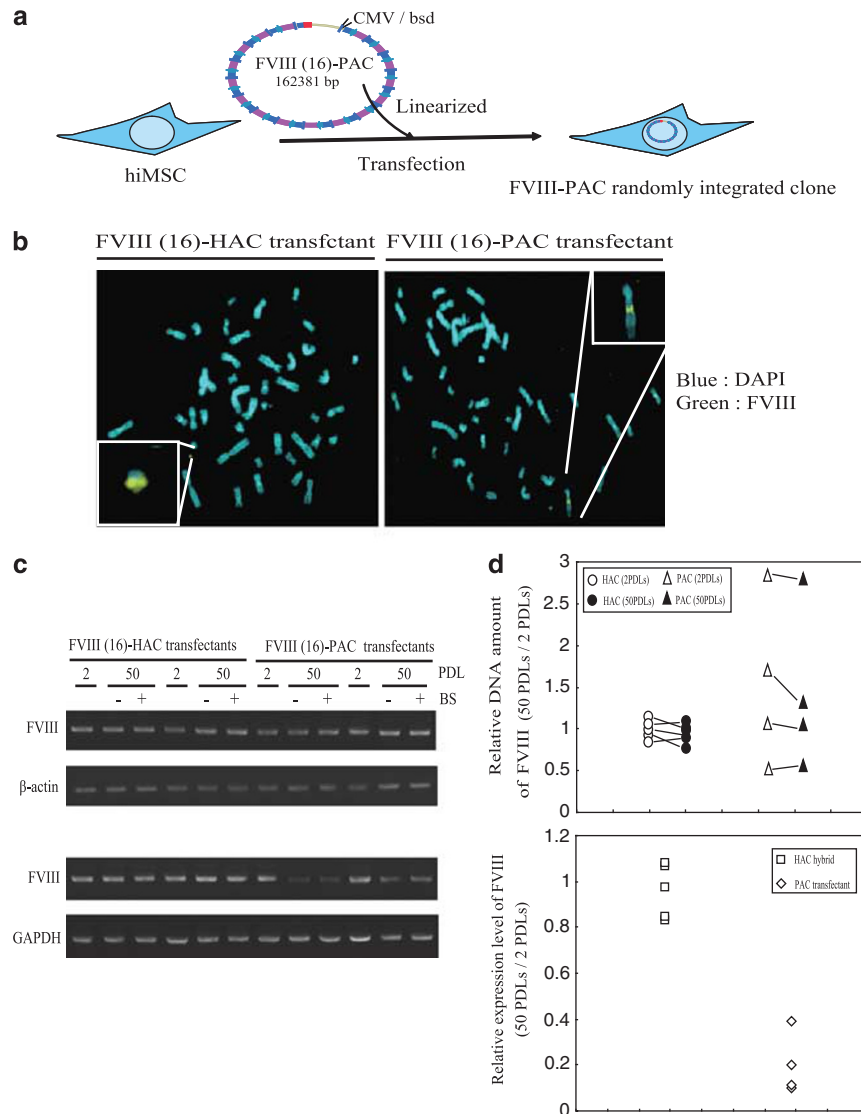 a
CMV / bsd
FVIII (16)-PAC
162381 bp
Linearized
Transfection
hiMSC
FVIII-PAC randomly integrated clone
b
FVIII (16)-HAC transfctant
FVIII (16)-PAC transfectant
Blue : DAPI
Green : FVIII
c
FVIII (16)-HAC transfectants
FVIII (16)-PAC transfectants
2 50 2 50 2 50 2 50 PDL
- + - + - + - + BS
FVIII
β-actin
FVIII
GAPDH
d
Relative DNA amount
of FVIII (50 PDLs / 2 PDLs)
3
2.5
2
1.5
1
0.5
0
HAC (2PDLs)
PAC (2PDLs)
HAC (50PDLs)
PAC (50PDLs)
Relative expression level of FVIII
(50 PDLs / 2 PDLs)
1.2
1
0.8
0.6
0.4
0.2
0
HAC hybrid
PAC transfectant